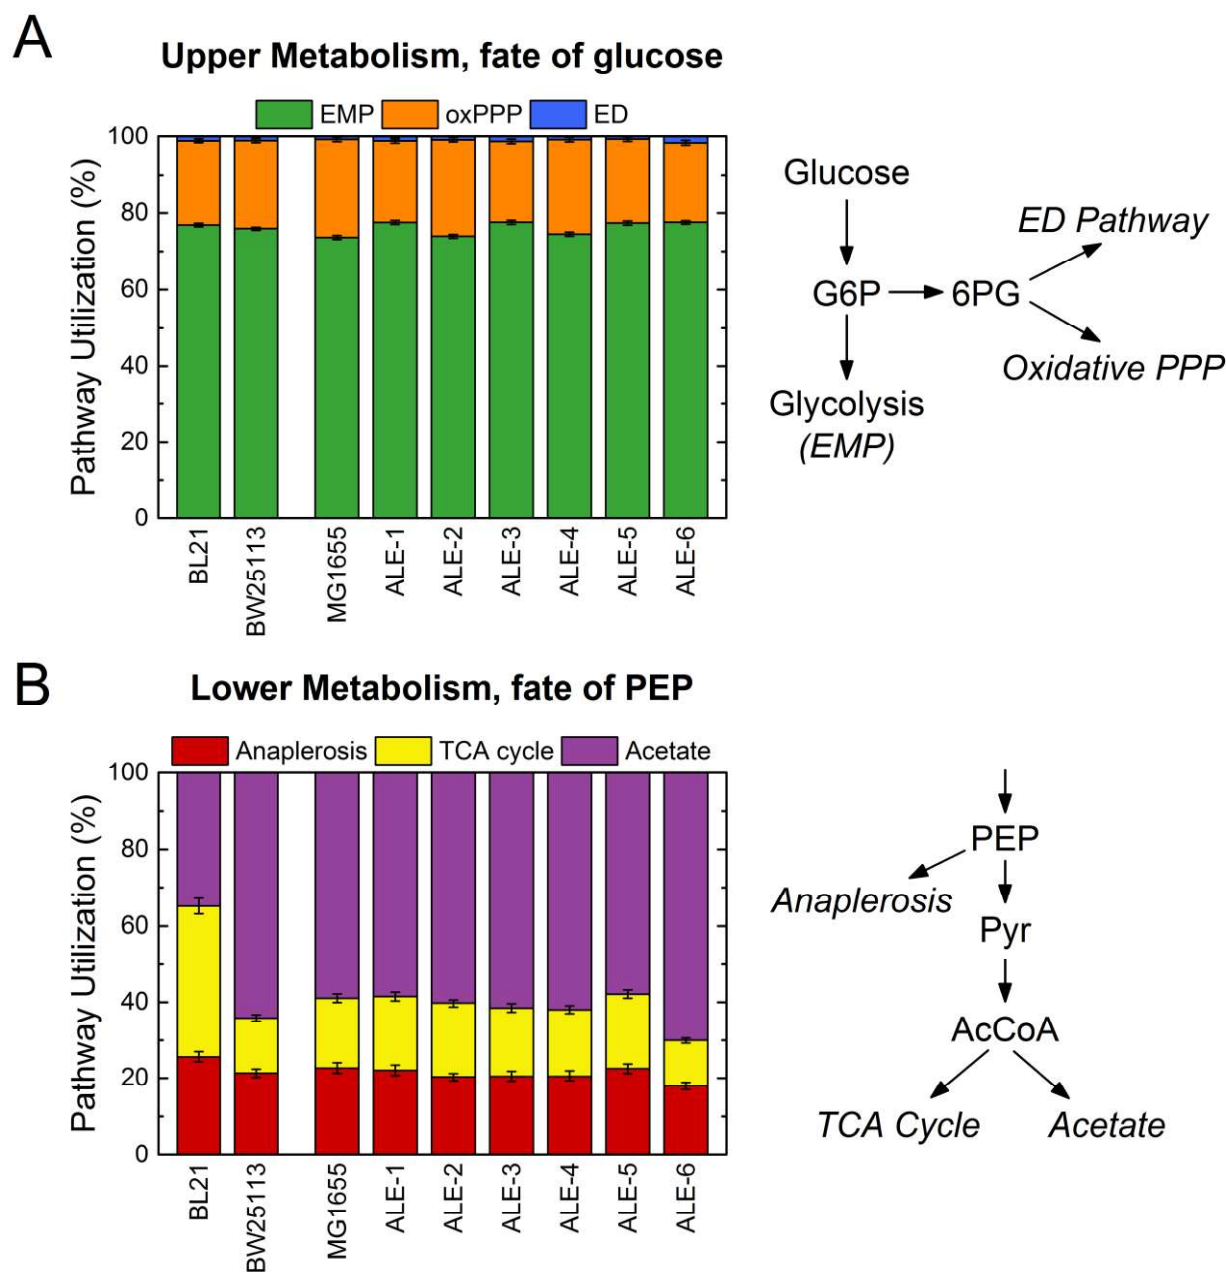 A
Upper Metabolism, fate of glucose
EMP oxPPP ED
Pathway Utilization (%)
100
80
60
40
20
0
BL21
BW25113
MG1655
ALE-1
ALE-2
ALE-3
ALE-4
ALE-5
ALE-6
Glucose
ED Pathway
G6P 6PG
Oxidative PPP
Glycolysis
(EMP)
B
Lower Metabolism, fate of PEP
Anaplerosis TCA cycle Acetate
Pathway Utilization (%)
100
80
60
40
20
0
BL21
BW25113
MG1655
ALE-1
ALE-2
ALE-3
ALE-4
ALE-5
ALE-6
PEP
Anaplerosis
Pyr
AcCoA
TCA Cycle Acetate